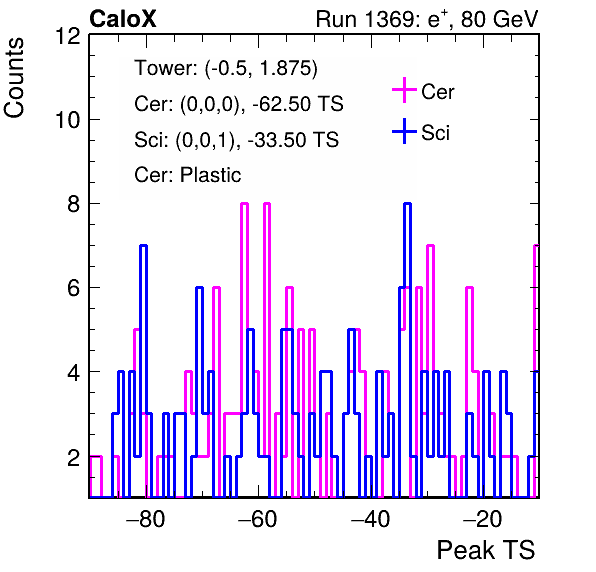 CaloX Run 1369: e⁺, 80 GeV
Counts
12
10
8
6
4
2
Tower: (-0.5, 1.875)
Cer: (0,0,0), -62.50 TS
Sci: (0,0,1), -33.50 TS
Cer: Plastic
Cer
Sci
−80 −60 −40 −20
Peak TS